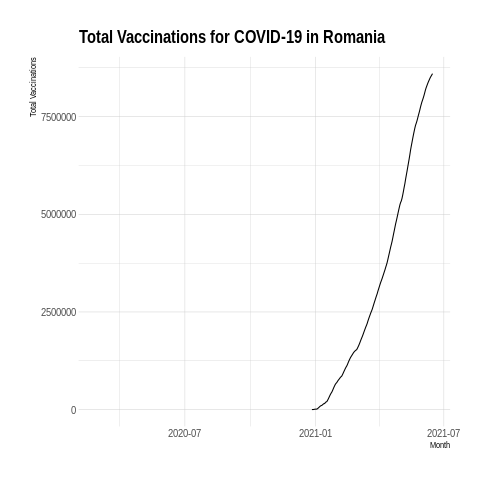 Total Vaccinations for COVID-19 in Romania
Total Vaccinations
7500000
5000000
2500000
0
2020-07
2021-01
2021-07
Month